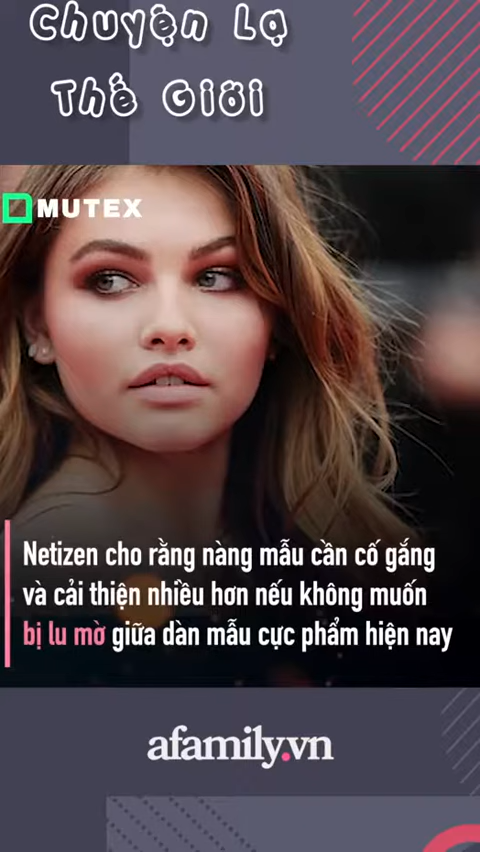 Chuyện Lạ
Thế Giới
MUTEX
Netizen cho rằng nàng mẫu cần cố gắng
và cải thiện nhiều hơn nếu không muốn
bị lu mờ giữa dàn mẫu cực phẩm hiện nay
afamily.vn